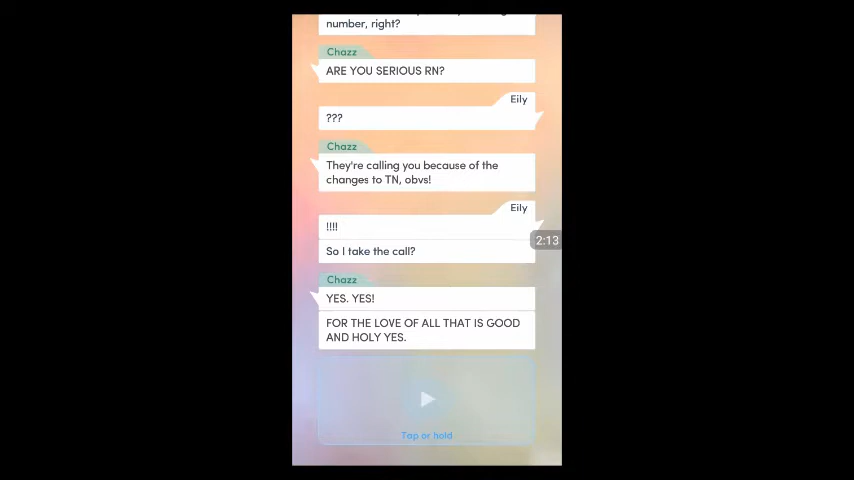 number, right?
Chazz
ARE YOU SERIOUS RN?
Eily
???
Chazz
They're calling you because of the
changes to TN, obvs!
Eily
!!!!
2:13
So I take the call?
Chazz
YES. YES!
FOR THE LOVE OF ALL THAT IS GOOD
AND HOLY YES.
Tap or hold